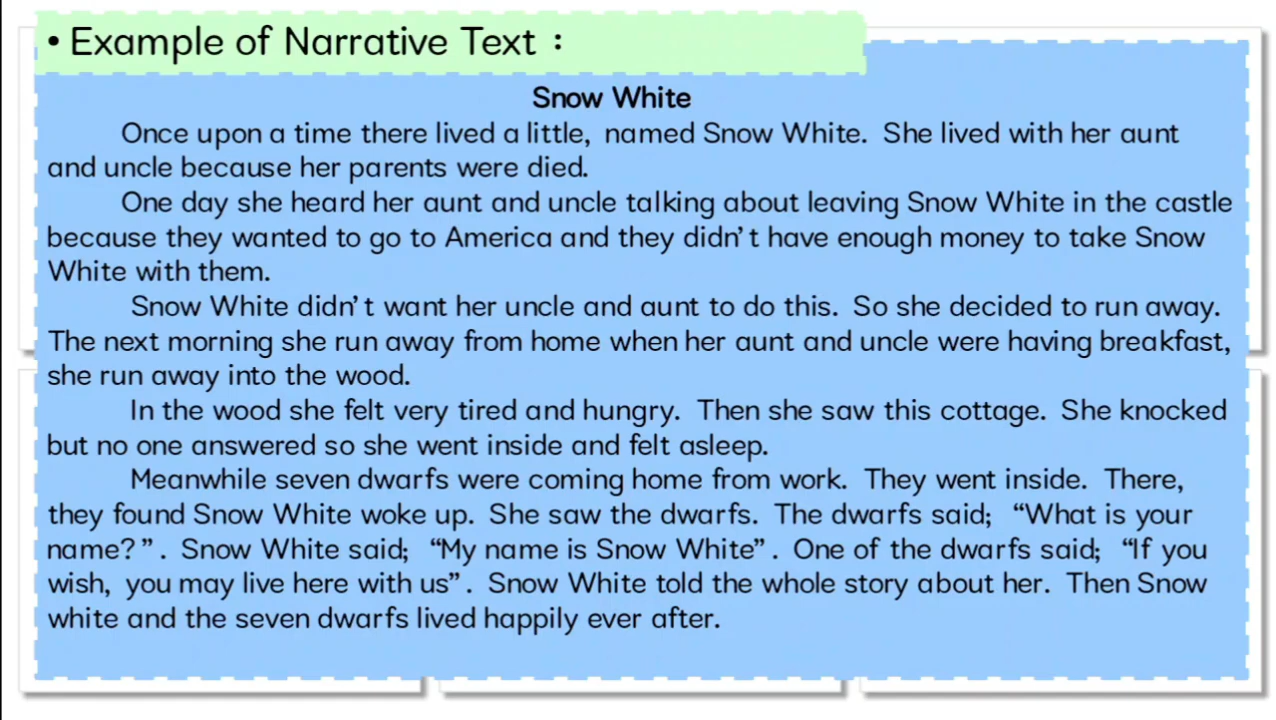 • Example of Narrative Text :
Snow White
Once upon a time there lived a little, named Snow White. She lived with her aunt
and uncle because her parents were died.
One day she heard her aunt and uncle talking about leaving Snow White in the castle
because they wanted to go to America and they didn't have enough money to take Snow
White with them.
Snow White didn't want her uncle and aunt to do this. So she decided to run away.
The next morning she run away from home when her aunt and uncle were having breakfast,
she run away into the wood.
In the wood she felt very tired and hungry. Then she saw this cottage. She knocked
but no one answered so she went inside and felt asleep.
Meanwhile seven dwarfs were coming home from work. They went inside. There,
they found Snow White woke up. She saw the dwarfs. The dwarfs said; “What is your
name?”. Snow White said; “My name is Snow White”. One of the dwarfs said; “If you
wish, you may live here with us”. Snow White told the whole story about her. Then Snow
white and the seven dwarfs lived happily ever after.